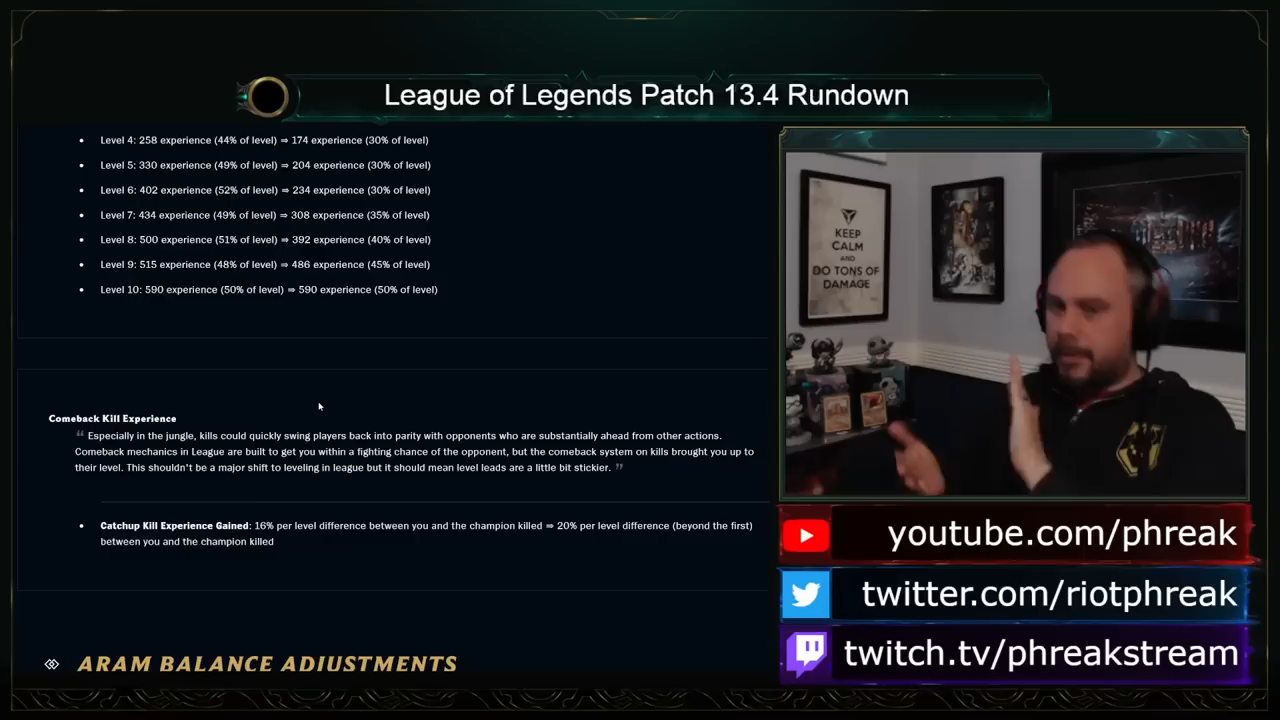 League of Legends Patch 13.4 Rundown
Level 4: 258 experience (44% of level) ⇒ 174 experience (30% of level)
Level 5: 330 experience (49% of level) ⇒ 204 experience (30% of level)
Level 6: 402 experience (52% of level) ⇒ 234 experience (30% of level)
Level 7: 434 experience (49% of level) ⇒ 308 experience (35% of level)
Level 8: 500 experience (51% of level) ⇒ 392 experience (40% of level)
Level 9: 515 experience (48% of level) ⇒ 486 experience (45% of level)
Level 10: 590 experience (50% of level) ⇒ 590 experience (50% of level)
Comeback Kill Experience
“ Especially in the jungle, kills could quickly swing players back into parity with opponents who are substantially ahead from other actions.
Comeback mechanics in League are built to get you within a fighting chance of the opponent, but the comeback system on kills brought you up to
their level. This shouldn't be a major shift to leveling in league but it should mean level leads are a little bit stickier. ”
Catchup Kill Experience Gained: 16% per level difference between you and the champion killed ⇒ 20% per level difference (beyond the first)
between you and the champion killed
ARAM BALANCE ADJUSTMENTS
KEEP
CALM
AND
DO TONS OF
DAMAGE
youtube.com/phreak
twitter.com/riotphreak
twitch.tv/phreakstream